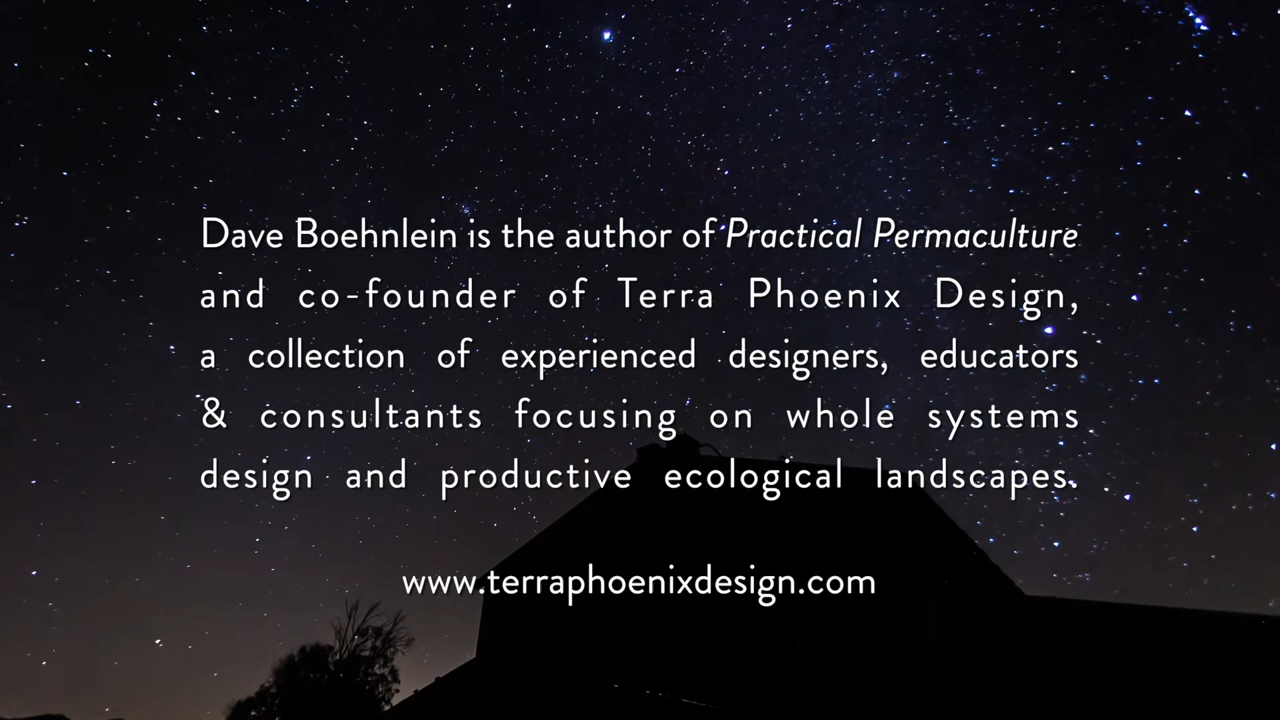 Dave Boehnlein is the author of Practical Permaculture
and co-founder of Terra Phoenix Design,
a collection of experienced designers, educators
& consultants focusing on whole systems
design and productive ecological landscapes.
www.terraphoenixdesign.com